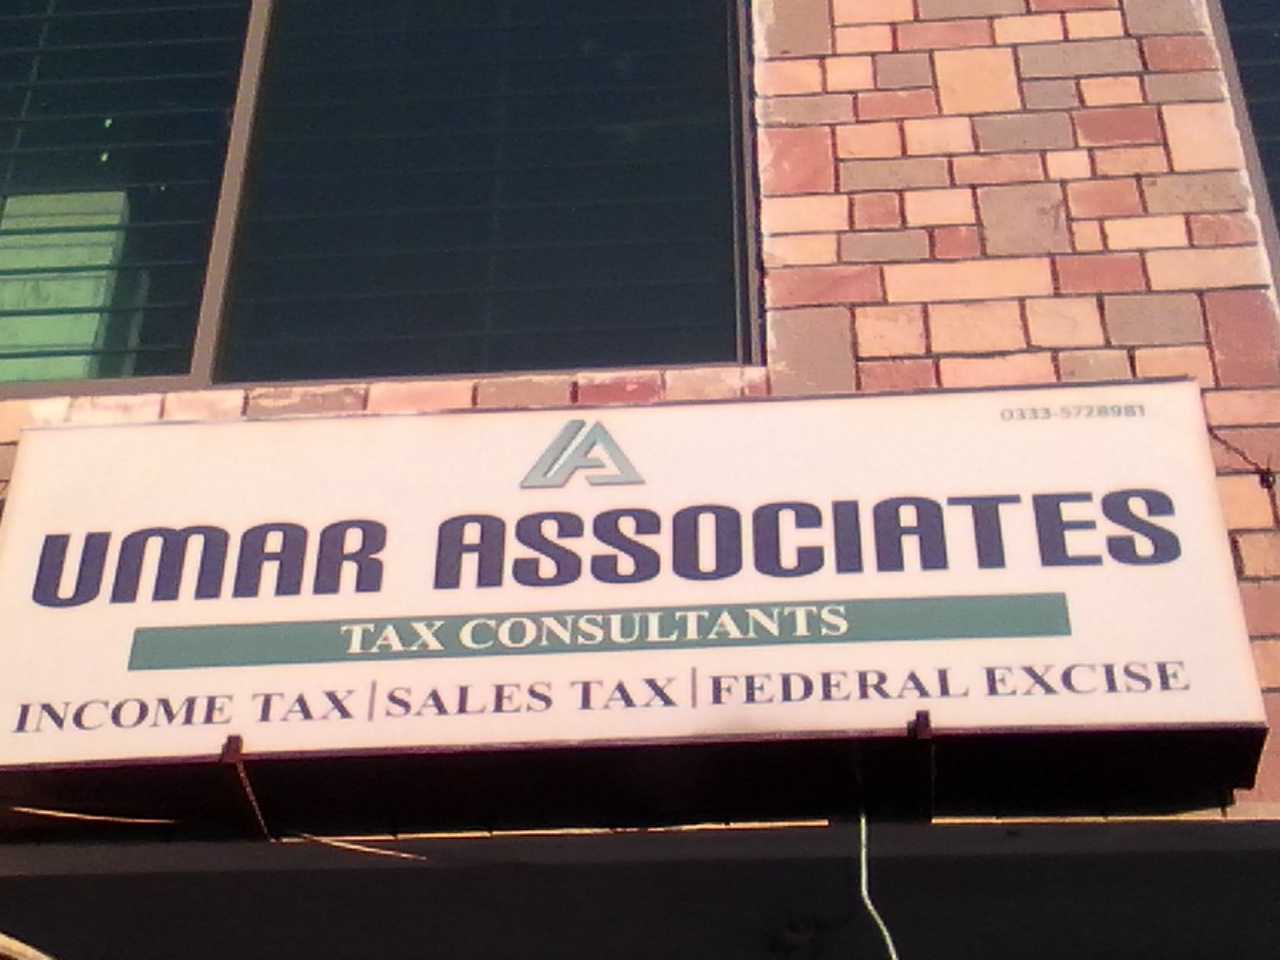 0333-5728981
UMAR ASSOCIATES
TAX CONSULTANTS
INCOME TAX|SALES TAX|FEDERAL EXCISE